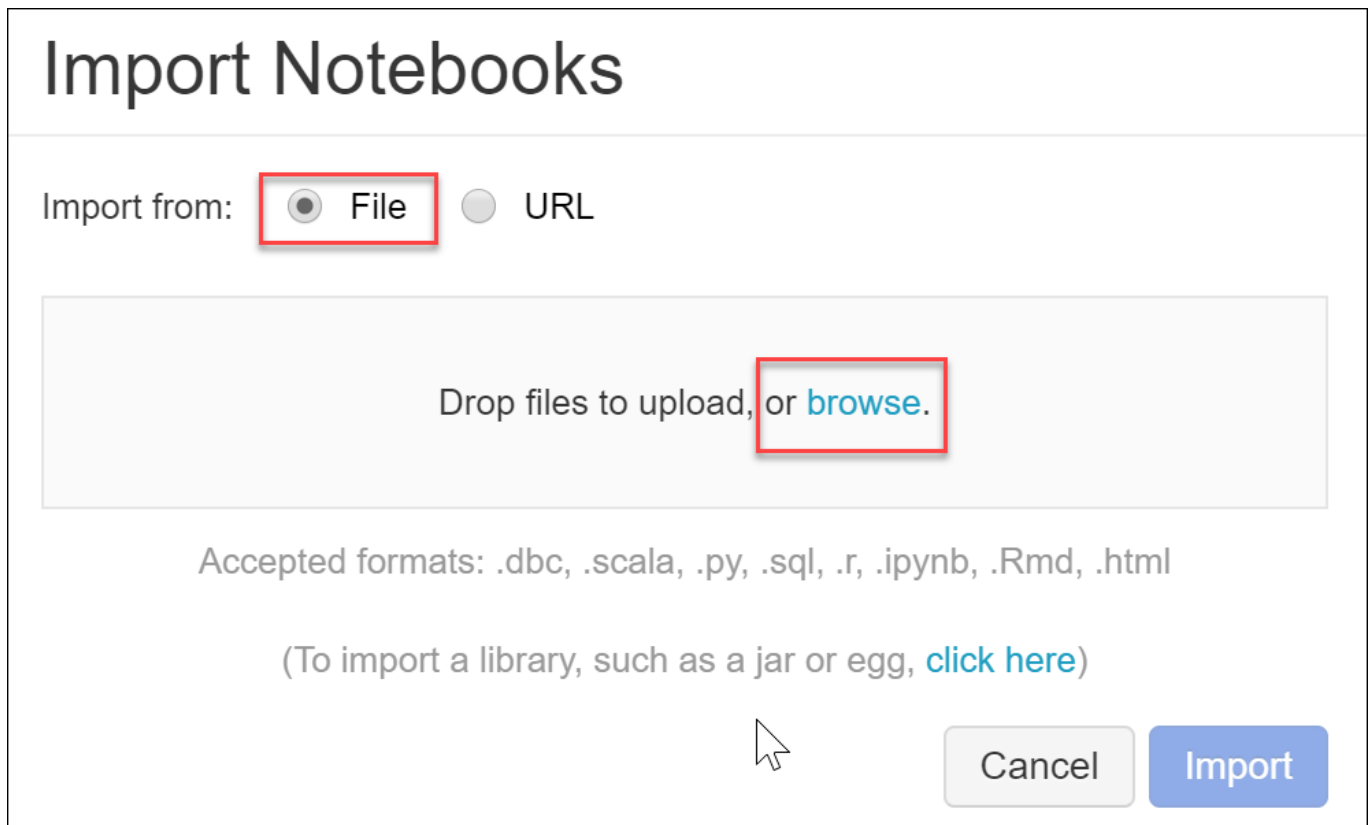 Import Notebooks
Import from: File URL
Drop files to upload, or browse.
Accepted formats: .dbc, .scala, .py, .sql, .r, .ipynb, .Rmd, .html
(To import a library, such as a jar or egg, click here)
Cancel Import